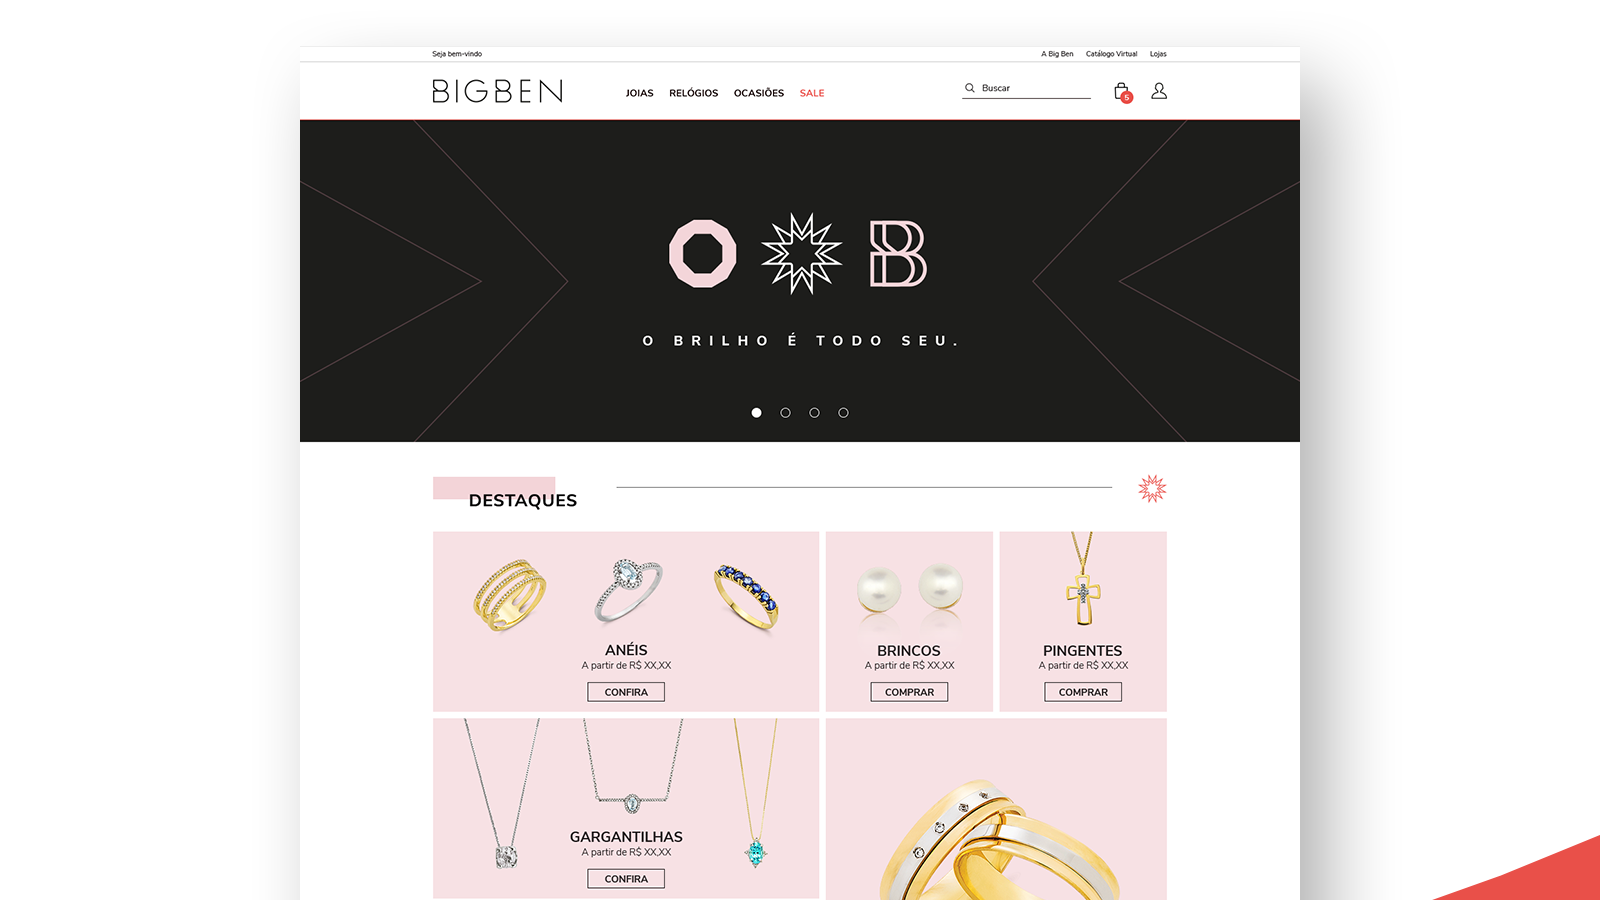 Seja bem-vindo
A Big Ben Catálogo Virtual Lojas
BIGBEN
JOIAS RELÓGIOS OCASIÕES SALE
Buscar
5
O B
O BRILHO É TODO SEU.
DESTAQUES
ANÉIS
A partir de R$ XX,XX
CONFIRA
BRINCOS
A partir de R$ XX,XX
COMPRAR
PINGENTES
A partir de R$ XX,XX
COMPRAR
GARGANTILHAS
A partir de R$ XX,XX
CONFIRA